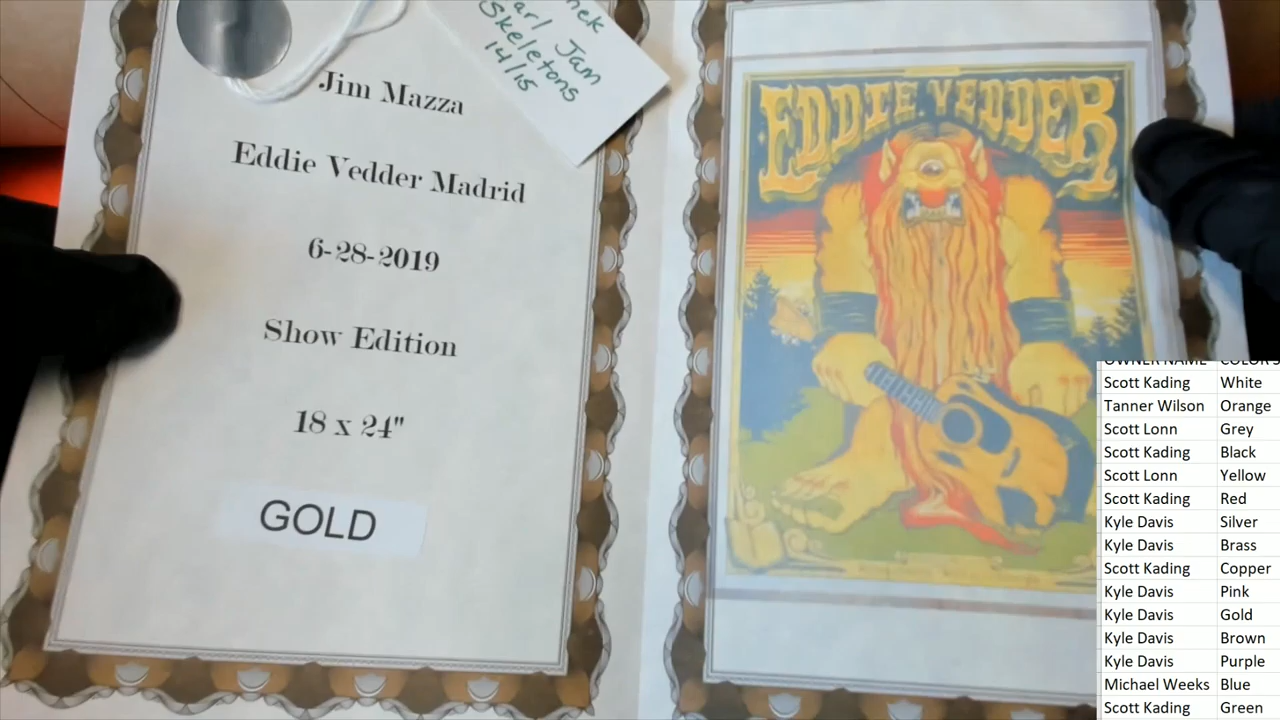 Jam
Skeletons
14/15
Jim Mazza
Eddie Vedder Madrid
6-28-2019
Show Edition
18 x 24"
GOLD
EDDIE VEDDER
OWNER NAME
Scott Kading White
Tanner Wilson Orange
Scott Lonn Grey
Scott Kading Black
Scott Lonn Yellow
Scott Kading Red
Kyle Davis Silver
Kyle Davis Brass
Scott Kading Copper
Kyle Davis Pink
Kyle Davis Gold
Kyle Davis Brown
Kyle Davis Purple
Michael Weeks Blue
Scott Kading Green